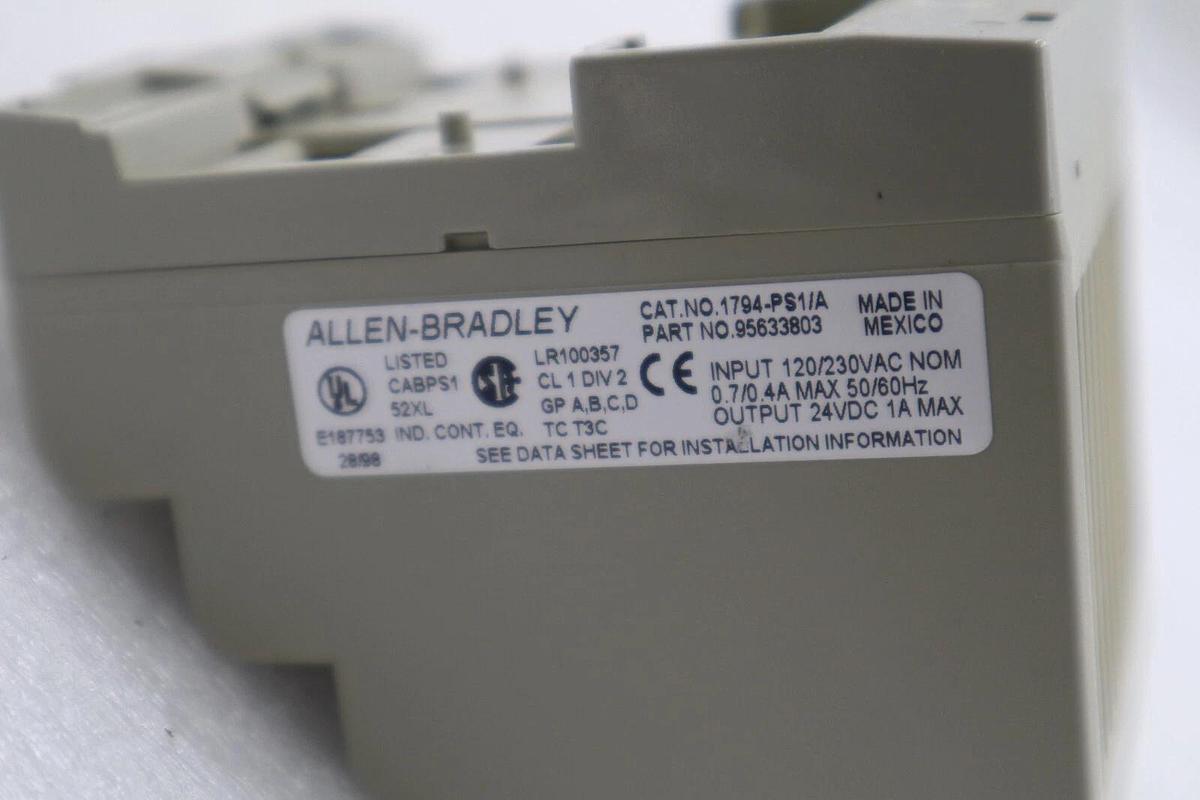 ALLEN-BRADLEY
CAT.NO.1794-PS1/A
PART NO.95633803
MADE IN
MEXICO
UL
LISTED
CABPS1
52XL
E187753 IND. CONT. EQ.
28/98
LR100357
CL 1 DIV 2
GP A,B,C,D
TC T3C
CE
INPUT 120/230VAC NOM
0.7/0.4A MAX 50/60Hz
OUTPUT 24VDC 1A MAX
SEE DATA SHEET FOR INSTALLATION INFORMATION